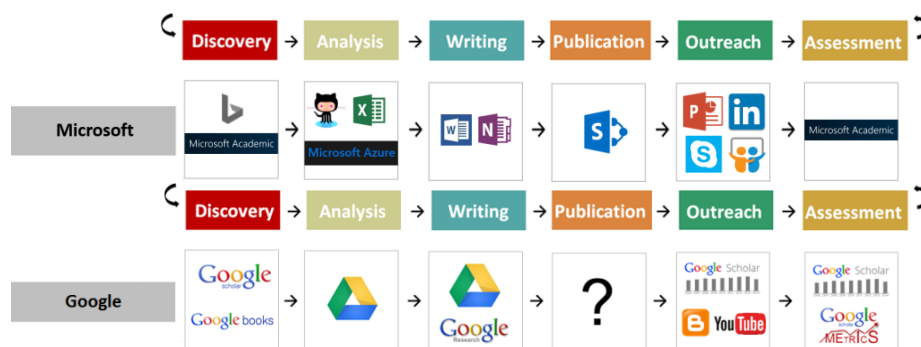 Discovery
Analysis
Writing
Publication
Outreach
Assessment
Microsoft
Microsoft Academic
X
Microsoft Azure
W
N
S
P
in
S
Microsoft Academic
Discovery
Analysis
Writing
Publication
Outreach
Assessment
Google
Google
scholar
Google books
Google
Research
?
Google Scholar
YouTube
Google Scholar
Google
scholar
METRICS